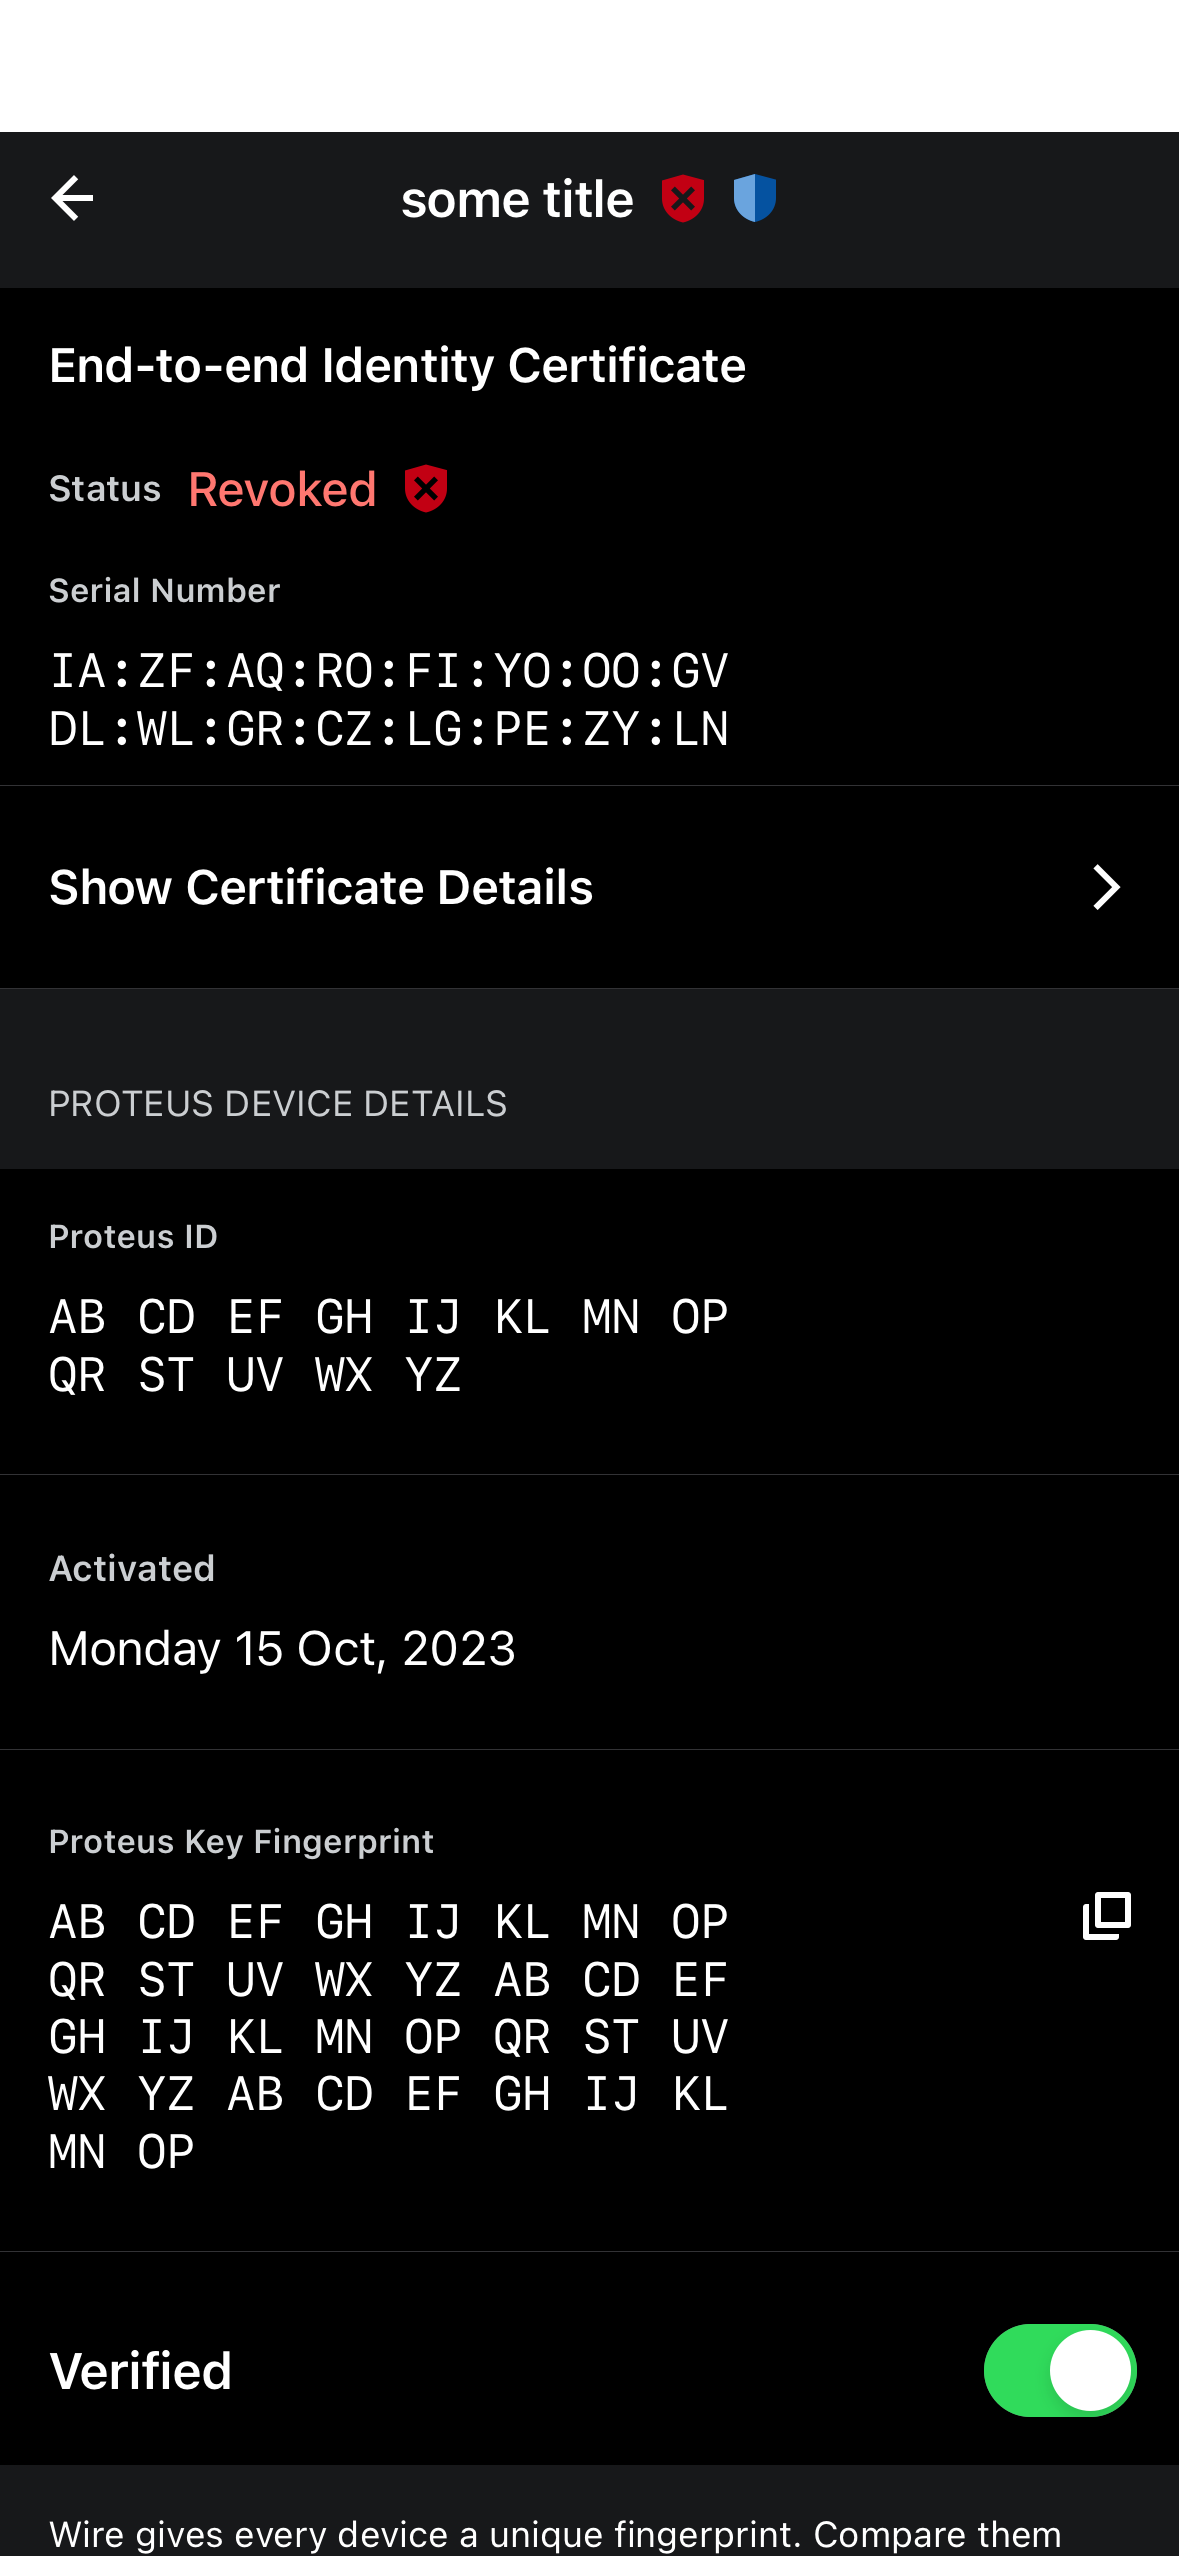 some title
End-to-end Identity Certificate
Status Revoked
Serial Number
IA:ZF:AQ:RO:FI:YO:OO:GV
DL:WL:GR:CZ:LG:PE:ZY:LN
Show Certificate Details
PROTEUS DEVICE DETAILS
Proteus ID
AB CD EF GH IJ KL MN OP
QR ST UV WX YZ
Activated
Monday 15 Oct, 2023
Proteus Key Fingerprint
AB CD EF GH IJ KL MN OP
QR ST UV WX YZ AB CD EF
GH IJ KL MN OP QR ST UV
WX YZ AB CD EF GH IJ KL
MN OP
Verified
Wire gives every device a unique fingerprint. Compare them